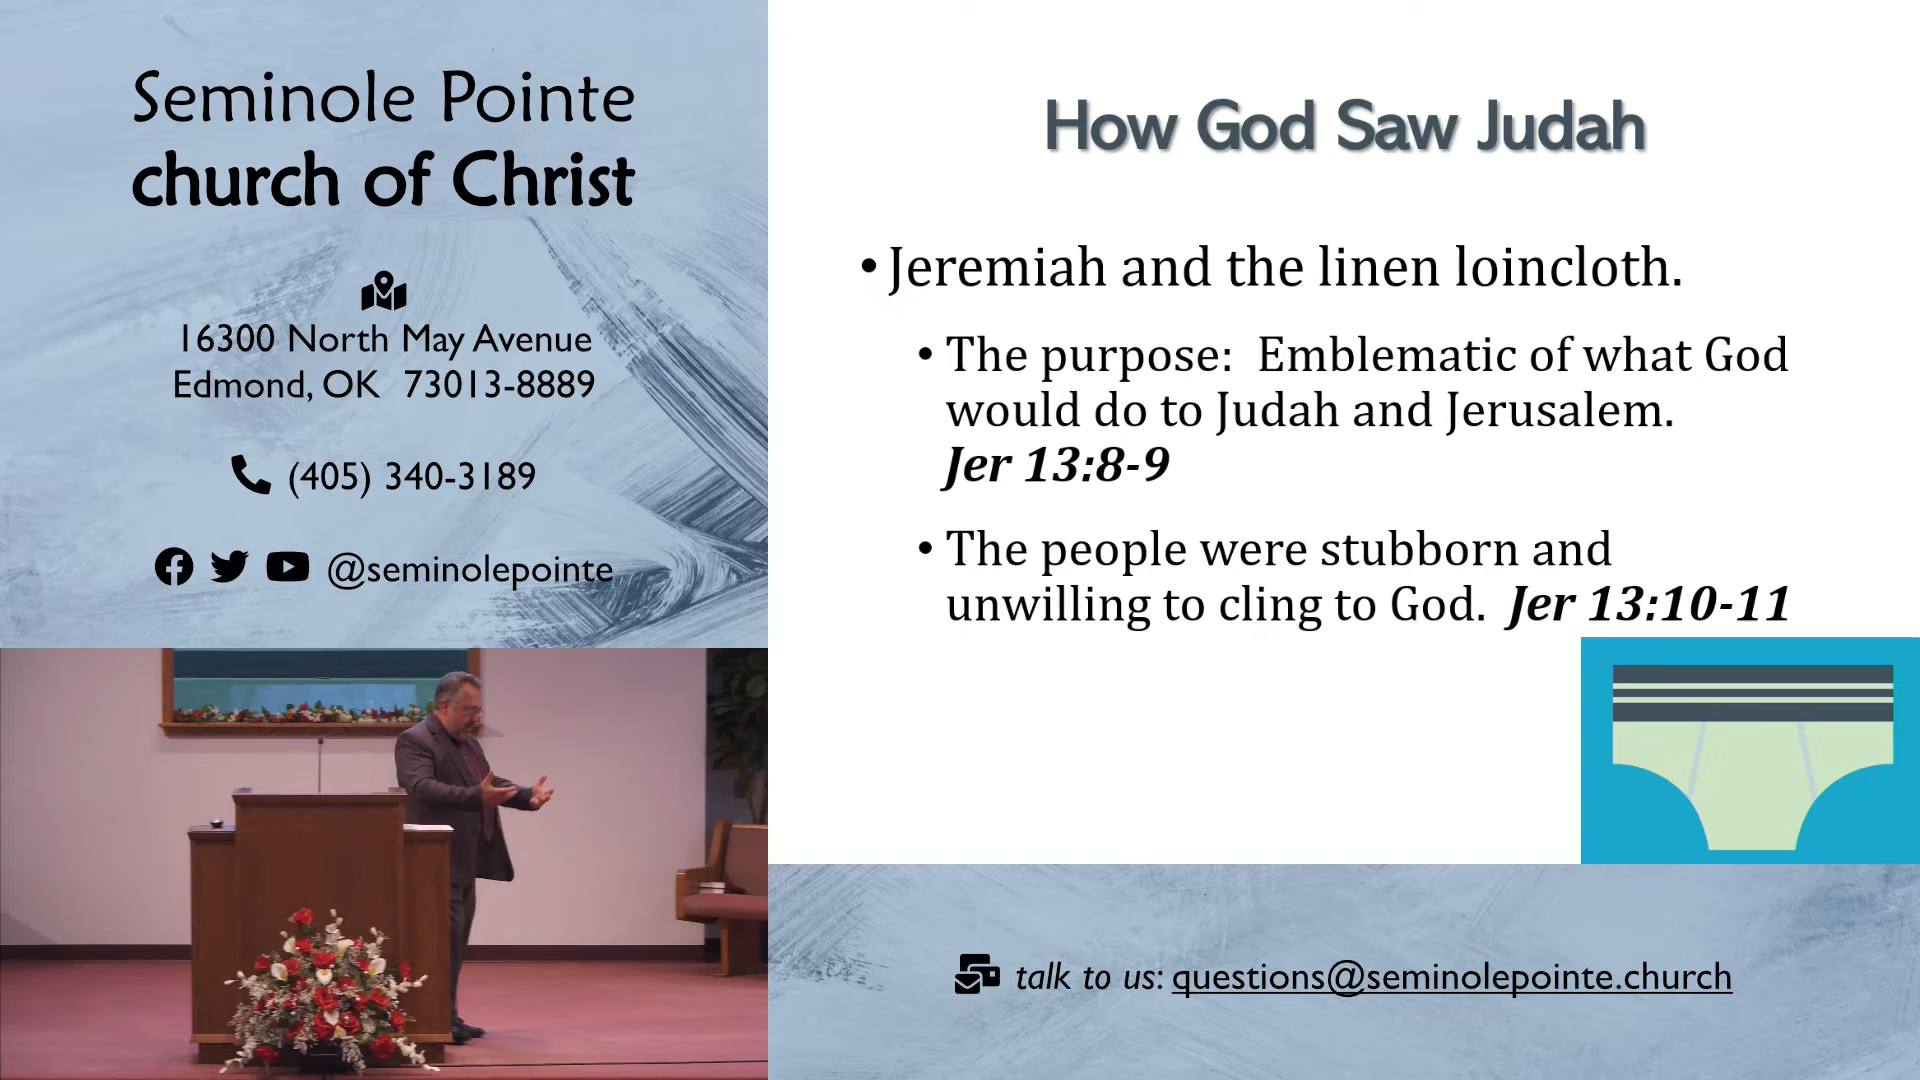 Seminole Pointe
church of Christ
16300 North May Avenue
Edmond, OK 73013-8889
(405) 340-3189
@seminolepointe
How God Saw Judah
• Jeremiah and the linen loincloth.
• The purpose: Emblematic of what God
would do to Judah and Jerusalem.
Jer 13:8-9
• The people were stubborn and
unwilling to cling to God. Jer 13:10-11
talk to us: questions@seminolepointe.church